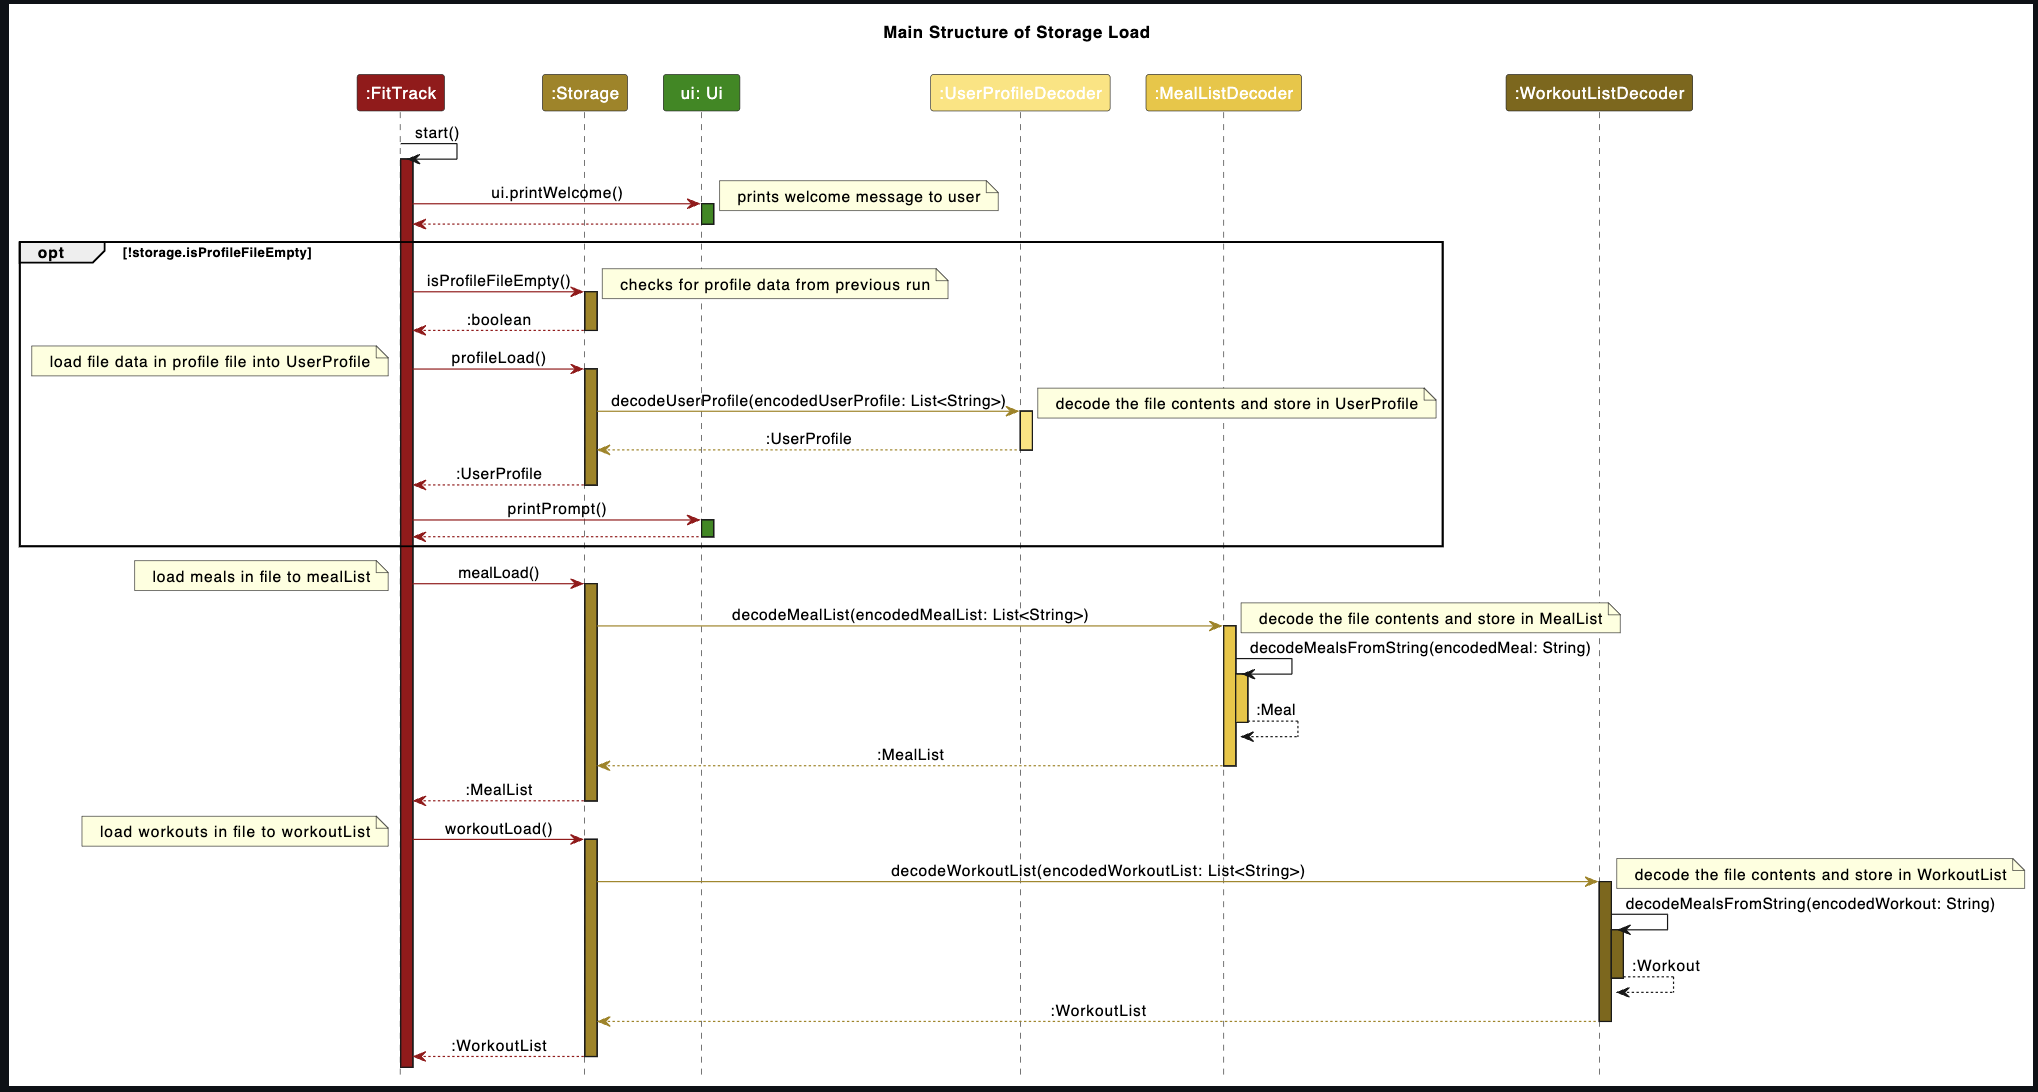 Main Structure of Storage Load
:FitTrack
:Storage
ui: Ui
:UserProfileDecoder
:MealListDecoder
:WorkoutListDecoder
start()
ui.printWelcome()
prints welcome message to user
opt
[!storage.isProfileFileEmpty]
isProfileFileEmpty()
checks for profile data from previous run
:boolean
load file data in profile file into UserProfile
profileLoad()
decodeUserProfile(encodedUserProfile: List<String>)
decode the file contents and store in UserProfile
:UserProfile
:UserProfile
printPrompt()
load meals in file to mealList
mealLoad()
decodeMealList(encodedMealList: List<String>)
decode the file contents and store in MealList
decodeMealsFromString(encodedMeal: String)
:Meal
:MealList
:MealList
load workouts in file to workoutList
workoutLoad()
decodeWorkoutList(encodedWorkoutList: List<String>)
decode the file contents and store in WorkoutList
decodeMealsFromString(encodedWorkout: String)
:Workout
:WorkoutList
:WorkoutList